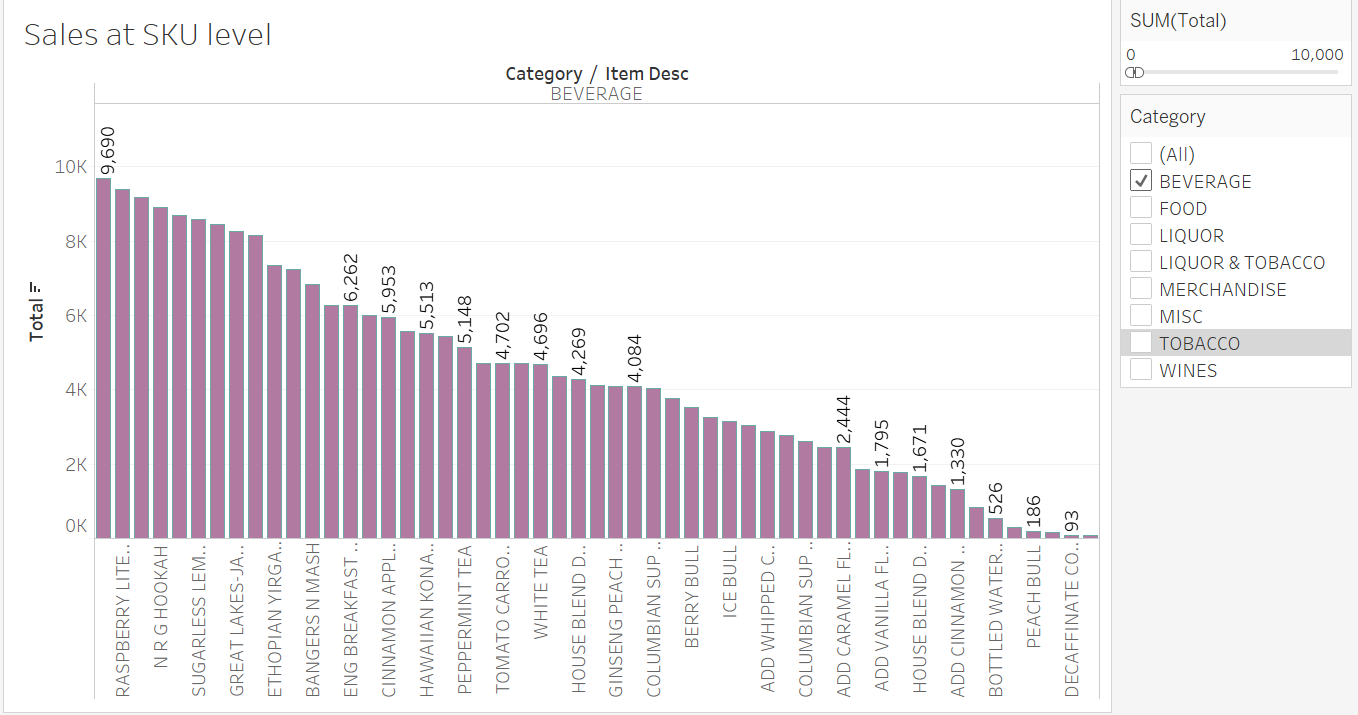 Sales at SKU level
Category / Item Desc
BEVERAGE
Total
10K
8K
6K
4K
2K
0K
9,690
6,262
5,953
5,513
5,148
4,702
4,696
4,269
4,084
2,444
1,795
1,671
1,330
526
186
93
RASPBERRY LITE..
N R G HOOKAH
SUGARLESS LEM..
GREAT LAKES-JA..
ETHOPIAN YIRGA..
BANGERS N MASH
ENG BREAKFAST ..
CINNAMON APPL..
HAWAIIAN KONA..
PEPPERMINT TEA
TOMATO CARRO..
WHITE TEA
HOUSE BLEND D..
GINSENG PEACH ..
COLUMBIAN SUP ..
BERRY BULL
ICE BULL
ADD WHIPPED C..
COLUMBIAN SUP ..
ADD CARAMEL FL..
ADD VANILLA FL..
HOUSE BLEND D..
ADD CINNAMON ..
BOTTLED WATER..
PEACH BULL
DECAFFINATE CO..
SUM(Total)
0 10,000
Category
(All)
BEVERAGE
FOOD
LIQUOR
LIQUOR & TOBACCO
MERCHANDISE
MISC
TOBACCO
WINES